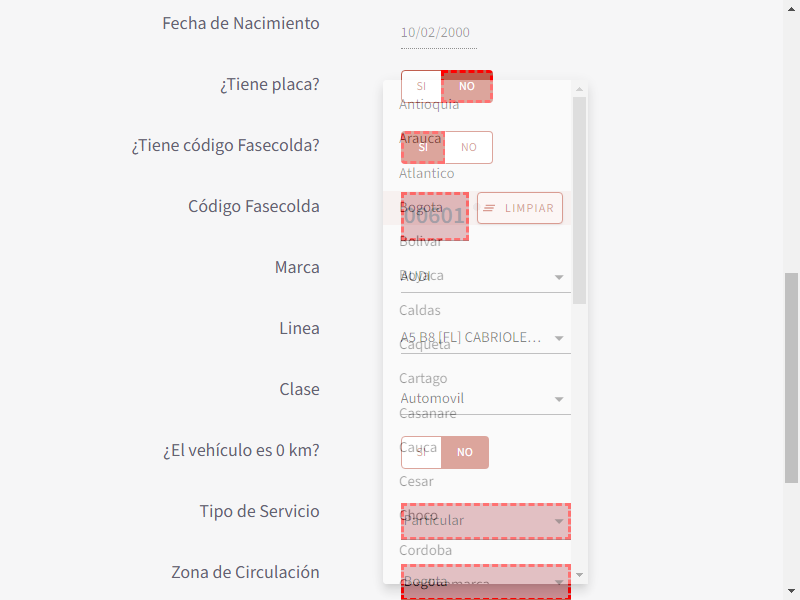 Fecha de Nacimiento
10/02/2000
¿Tiene placa?
SI NO
Antioquia
Arauca
¿Tiene código Fasecolda?
SI NO
Atlantico
Código Fasecolda
Bogota
00601
LIMPIAR
Bolivar
Marca
AUDI
Boyaca
Caldas
Linea
A5 B8 [FL] CABRIOLE...
Caqueta
Cartago
Clase
Automovil
Casanare
¿El vehículo es 0 km?
SI NO
Cauca
Cesar
Tipo de Servicio
Choco
Particular
Cordoba
Zona de Circulación
Bogota
Cundinamarca